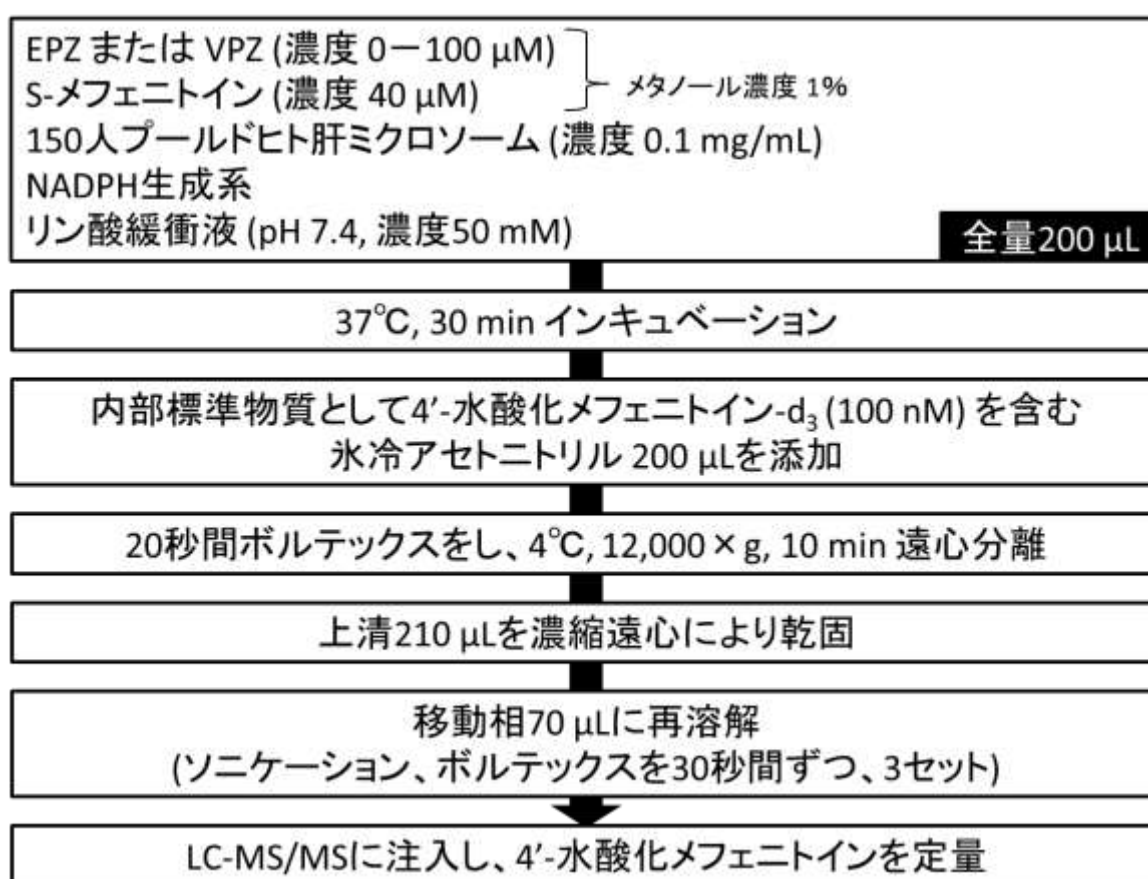 EPZ または VPZ (濃度 0－100 µM)
S-メフェニトイン (濃度 40 µM)
メタノール濃度 1%
150人プールドヒト肝ミクロソーム (濃度 0.1 mg/mL)
NADPH生成系
リン酸緩衝液 (pH 7.4, 濃度50 mM)
全量200 µL
37℃, 30 min インキュベーション
内部標準物質として4′-水酸化メフェニトイン-d₃ (100 nM) を含む
氷冷アセトニトリル 200 µLを添加
20秒間ボルテックスをし、4℃, 12,000 × g, 10 min 遠心分離
上清210 µLを濃縮遠心により乾固
移動相70 µLに再溶解
(ソニケーション、ボルテックスを30秒間ずつ、3セット)
LC-MS/MSに注入し、4′-水酸化メフェニトインを定量